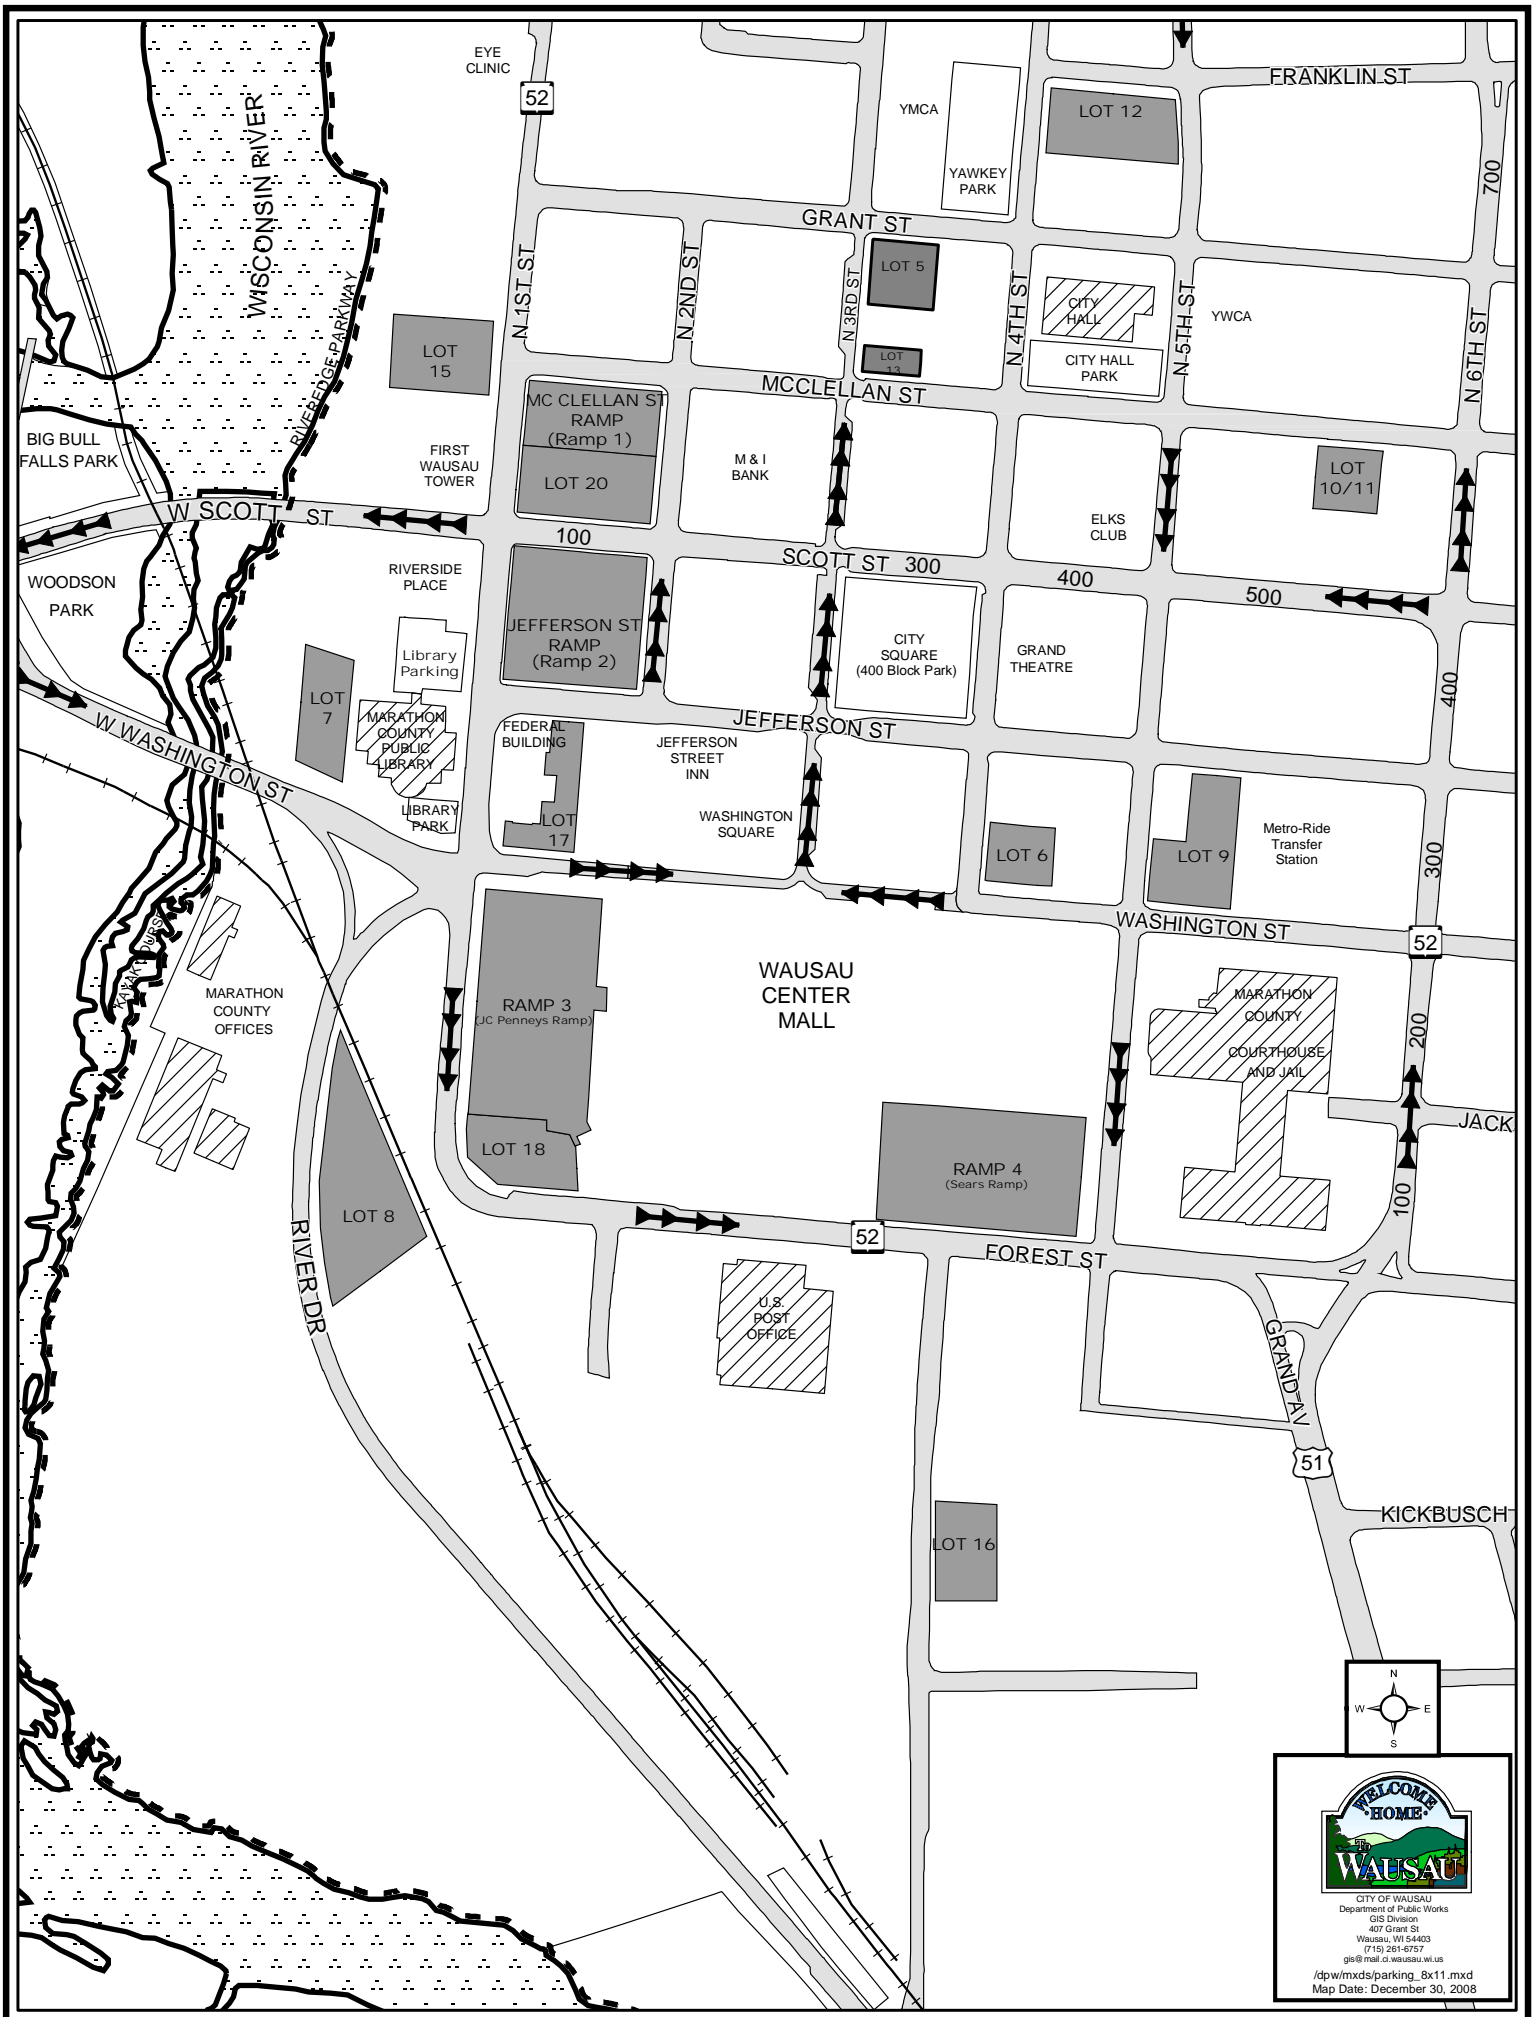 EYE
CLINIC
52
FRANKLIN ST
YMCA
LOT 12
WISCONSIN RIVER
YAWKEY
PARK
700
GRANT ST
N 1ST ST
N 2ND ST
N 3RD ST
LOT 5
N 4TH ST
CITY
HALL
N 5TH ST
YWCA
N 6TH ST
RIVEREDGE PARKWAY
LOT
15
LOT
13
CITY HALL
PARK
MCCLELLAN ST
MC CLELLAN ST
RAMP
(Ramp 1)
BIG BULL
FALLS PARK
FIRST
WAUSAU
TOWER
LOT 20
M & I
BANK
LOT
10/11
W SCOTT ST
100
ELKS
CLUB
SCOTT ST 300
400
500
WOODSON
PARK
RIVERSIDE
PLACE
JEFFERSON ST
RAMP
(Ramp 2)
Library
Parking
CITY
SQUARE
(400 Block Park)
GRAND
THEATRE
400
LOT
7
MARATHON
COUNTY
PUBLIC
LIBRARY
FEDERAL
BUILDING
JEFFERSON ST
JEFFERSON
STREET
INN
W WASHINGTON ST
LIBRARY
PARK
LOT
17
WASHINGTON
SQUARE
LOT 6
LOT 9
Metro-Ride
Transfer
Station
300
WASHINGTON ST
52
MARATHON
COUNTY
OFFICES
RAMP 3
(JC Penneys Ramp)
WAUSAU
CENTER
MALL
MARATHON
COUNTY
COURTHOUSE
AND JAIL
200
JACK
LOT 18
RAMP 4
(Sears Ramp)
100
LOT 8
RIVER DR
52
FOREST ST
U.S.
POST
OFFICE
GRAND AV
51
KICKBUSCH
LOT 16
N
W E
S
WELCOME
HOME
To
WAUSAU
CITY OF WAUSAU
Department of Public Works
GIS Division
407 Grant St
Wausau, WI 54403
(715) 261-6757
gis@mail.ci.wausau.wi.us
/dpw/mxds/parking_8x11.mxd
Map Date: December 30, 2008